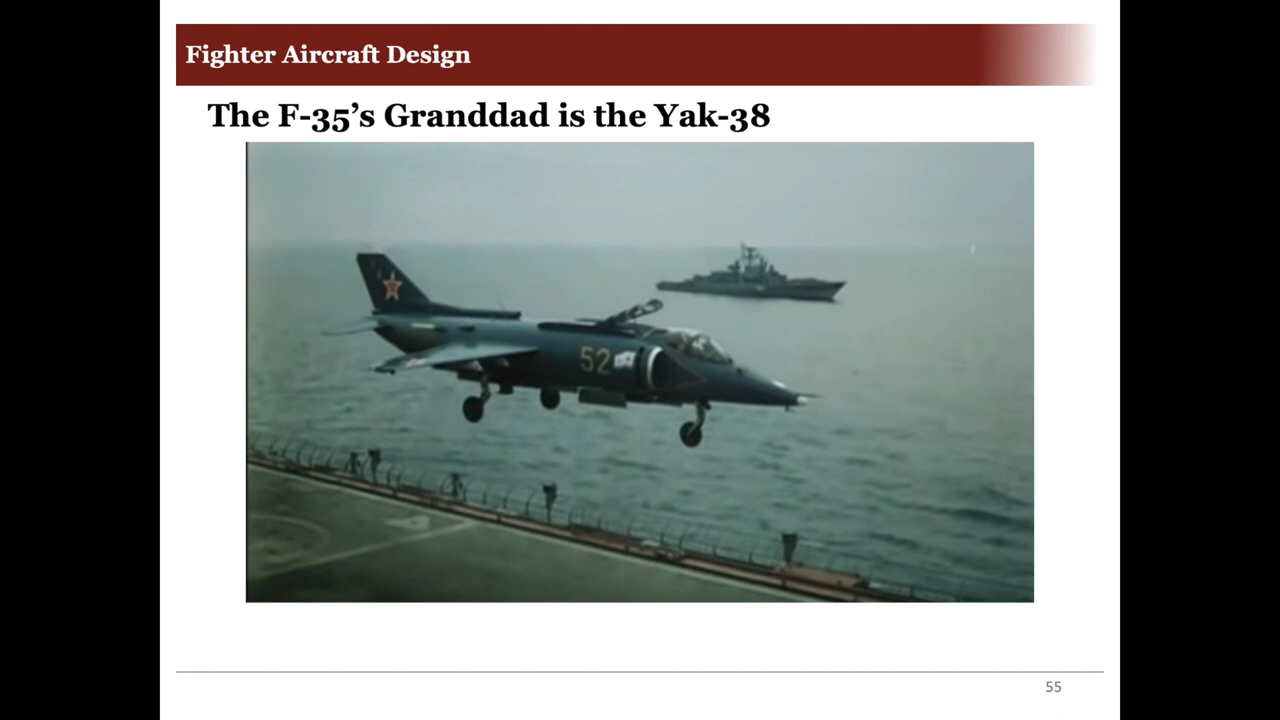 Fighter Aircraft Design
The F-35’s Granddad is the Yak-38
52
55